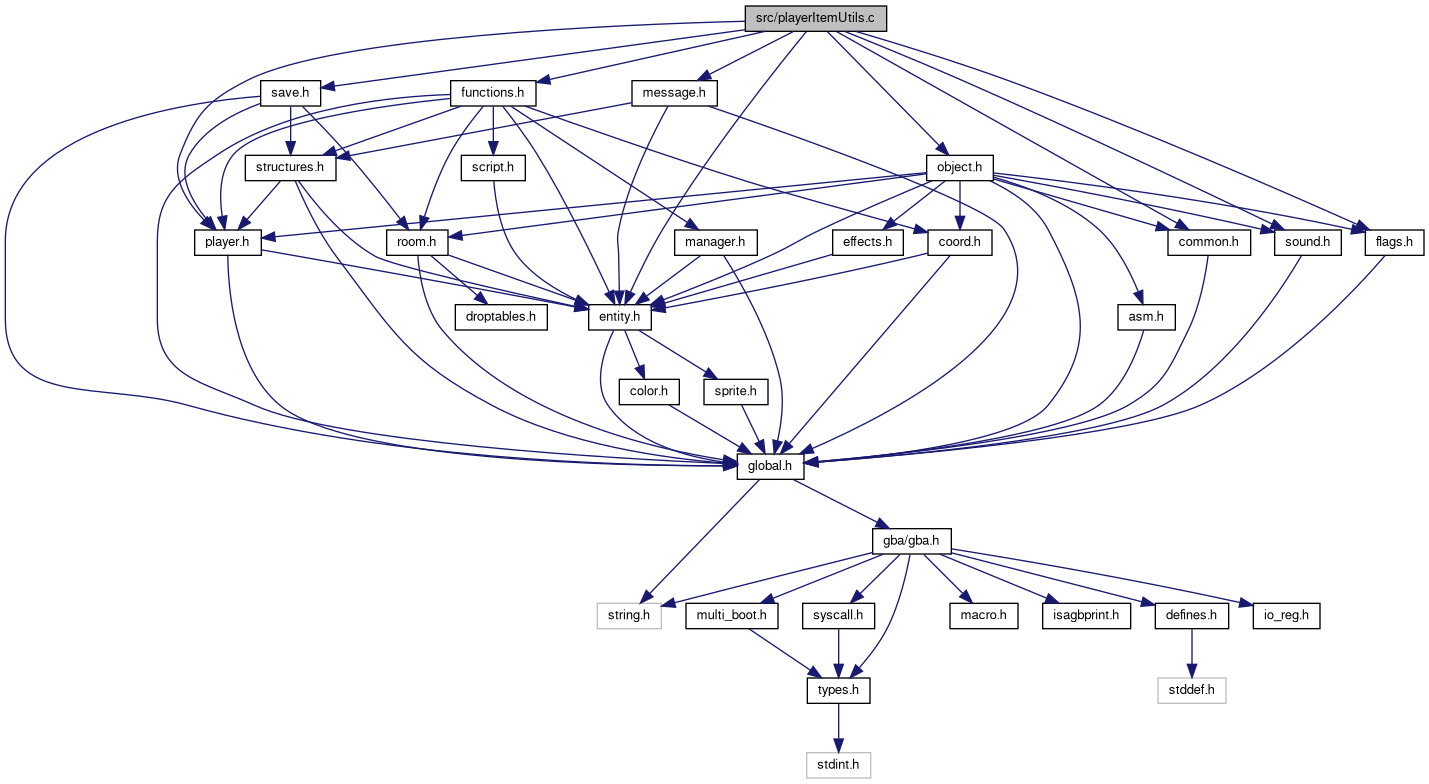 src/playerItemUtils.c
save.h
functions.h
message.h
structures.h
script.h
object.h
player.h
room.h
manager.h
effects.h
coord.h
common.h
sound.h
flags.h
droptables.h
entity.h
asm.h
color.h
sprite.h
global.h
gba/gba.h
string.h
multi_boot.h
syscall.h
macro.h
isagbprint.h
defines.h
io_reg.h
types.h
stddef.h
stdint.h